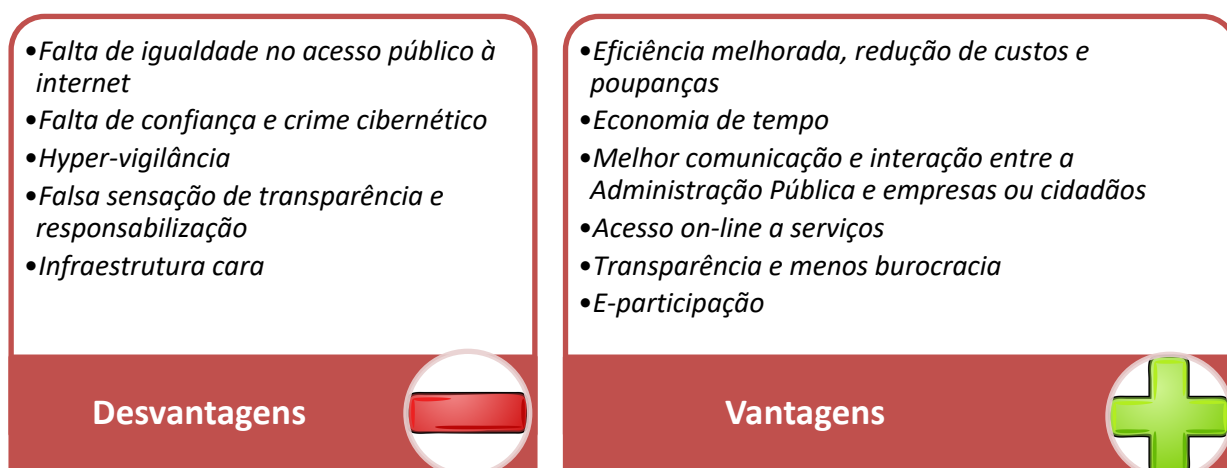 •Falta de igualdade no acesso público à
internet
•Falta de confiança e crime cibernético
•Hyper-vigilância
•Falsa sensação de transparência e
responsabilização
•Infraestrutura cara
Desvantagens
•Eficiência melhorada, redução de custos e
poupanças
•Economia de tempo
•Melhor comunicação e interação entre a
Administração Pública e empresas ou cidadãos
•Acesso on-line a serviços
•Transparência e menos burocracia
•E-participação
Vantagens